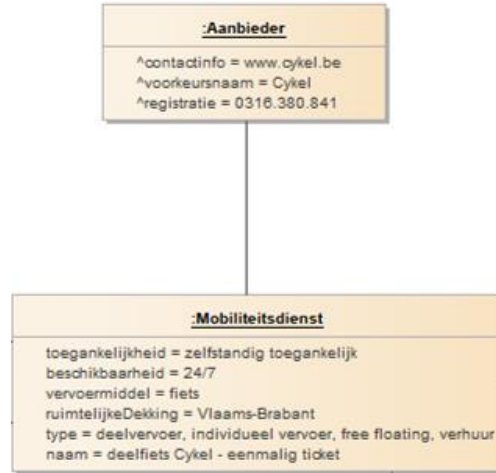 :Aanbieder
^contactinfo = www.cykel.be
^voorkeursnaam = Cykel
^registratie = 0316.380.841
:Mobiliteitsdienst
toegankelijkheid = zelfstandig toegankelijk
beschikbaarheid = 24/7
vervoermiddel = fiets
ruimtelijkeDekking = Vlaams-Brabant
type = deelvervoer, individueel vervoer, free floating, verhuur
naam = deelfiets Cykel - eenmalig ticket